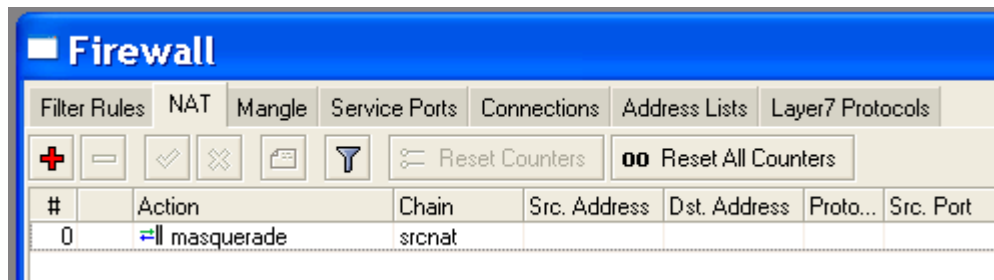 Firewall
Filter Rules NAT Mangle Service Ports Connections Address Lists Layer7 Protocols
Reset Counters 00 Reset All Counters
# Action Chain Src. Address Dst. Address Proto... Src. Port
0 masquerade srcnat